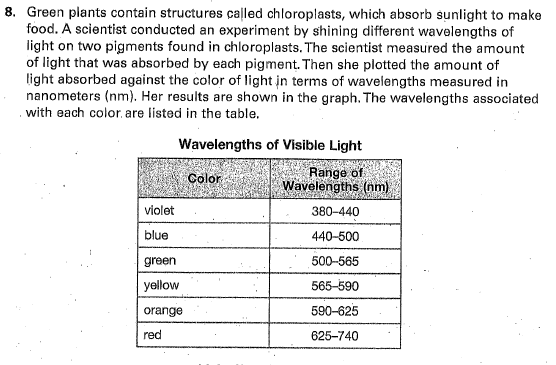 8. Green plants contain structures called chloroplasts, which absorb sunlight to make
food. A scientist conducted an experiment by shining different wavelengths of
light on two pigments found in chloroplasts. The scientist measured the amount
of light that was absorbed by each pigment. Then she plotted the amount of
light absorbed against the color of light in terms of wavelengths measured in
nanometers (nm). Her results are shown in the graph. The wavelengths associated
with each color are listed in the table.
Wavelengths of Visible Light
Color Range of
Wavelengths (nm)
violet 380–440
blue 440–500
green 500–565
yellow 565–590
orange 590–625
red 625–740